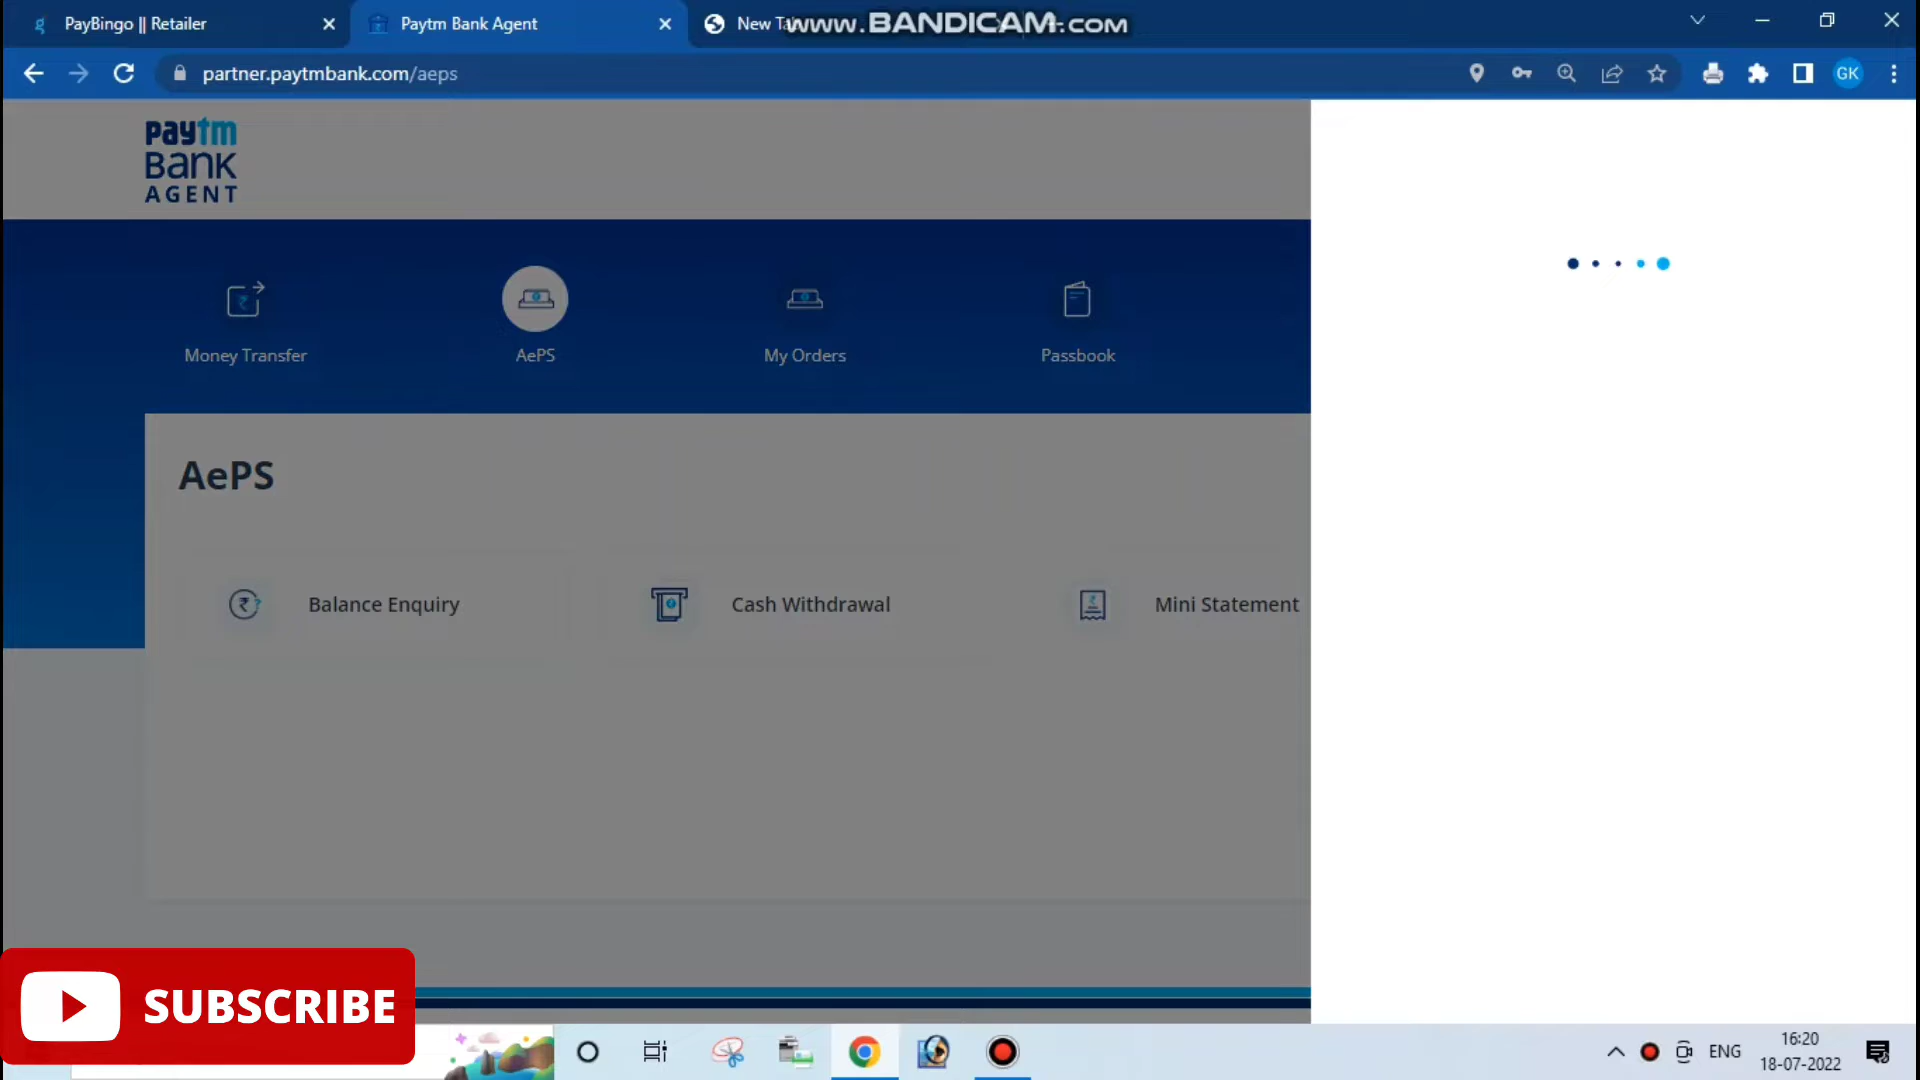 PayBingo || Retailer
Paytm Bank Agent
New Ta
www.BANDICAM.com
partner.paytmbank.com/aeps
GK
paytm
BANK
AGENT
Money Transfer
AePS
My Orders
Passbook
AePS
Balance Enquiry
Cash Withdrawal
Mini Statement
SUBSCRIBE
ENG
16:20
18-07-2022